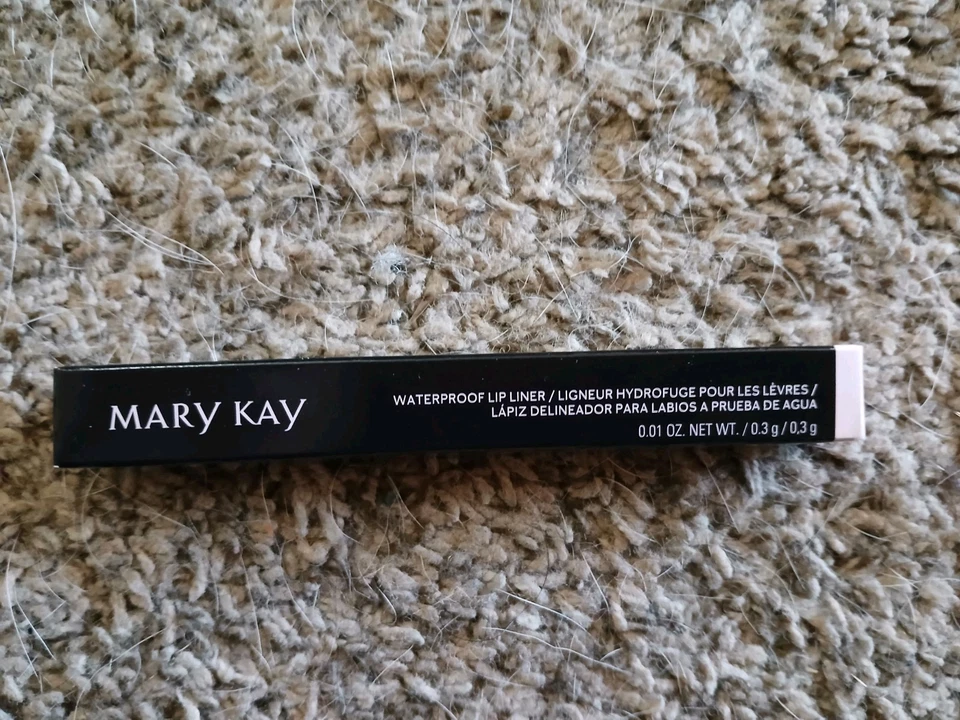 MARY KAY
WATERPROOF LIP LINER / LIGNEUR HYDROFUGE POUR LES LÈVRES /
LÁPIZ DELINEADOR PARA LABIOS A PRUEBA DE AGUA
0.01 OZ. NET WT. / 0.3 g / 0,3 g